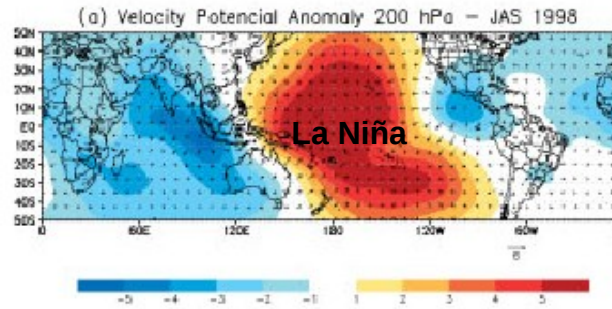 (a) Velocity Potencial Anomaly 200 hPa – JAS 1998
50N
40N
30N
20N
10N
EQ
10S
20S
30S
40S
50S
La Niña
0 60E 120E 180 120W 60W
-5 -4 -3 -2 -1 1 2 3 4 5